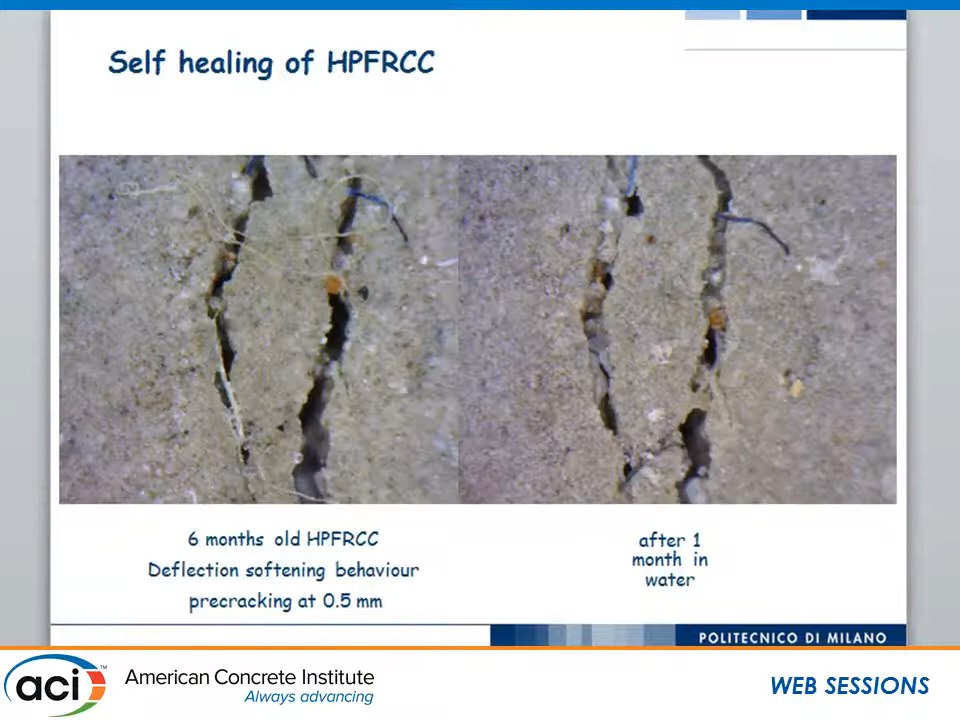 Self healing of HPFRCC
6 months old HPFRCC
Deflection softening behaviour
precracking at 0.5 mm
after 1
month in
water
POLITECNICO DI MILANO
aci™
American Concrete Institute
Always advancing
WEB SESSIONS